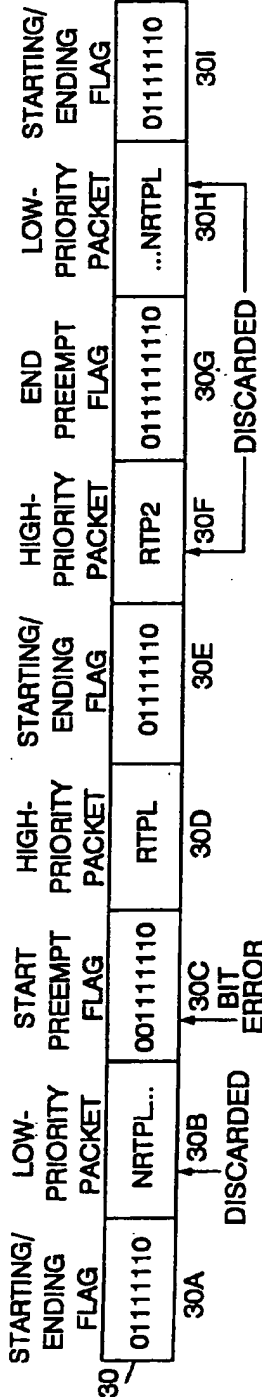 STARTING/
ENDING
FLAG
LOW-
PRIORITY
PACKET
START
PREEMPT
FLAG
HIGH-
PRIORITY
PACKET
STARTING/
ENDING
FLAG
HIGH-
PRIORITY
PACKET
END
PREEMPT
FLAG
LOW-
PRIORITY
PACKET
STARTING/
ENDING
FLAG
30
01111110
NRTPL...
RTPL
01111110
RTP2
...NRTPL
01111110
30A
30B
30C
30D
30E
30F
30G
30H
30I
DISCARDED
BIT
ERROR
DISCARDED